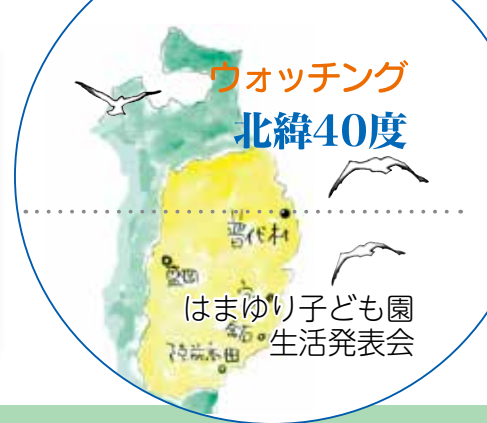 ウォッチング
北緯40度
普代村
盛岡
宮
釜石
陸前高田
はまゆり子ども園
生活発表会